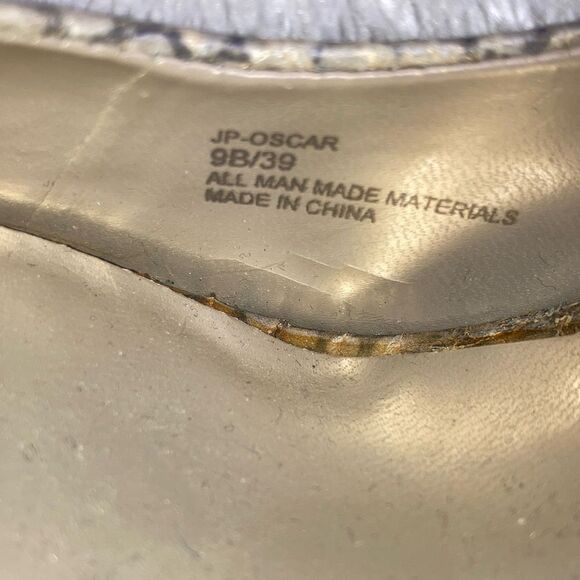 JP-OSCAR
9B/39
ALL MAN MADE MATERIALS
MADE IN CHINA